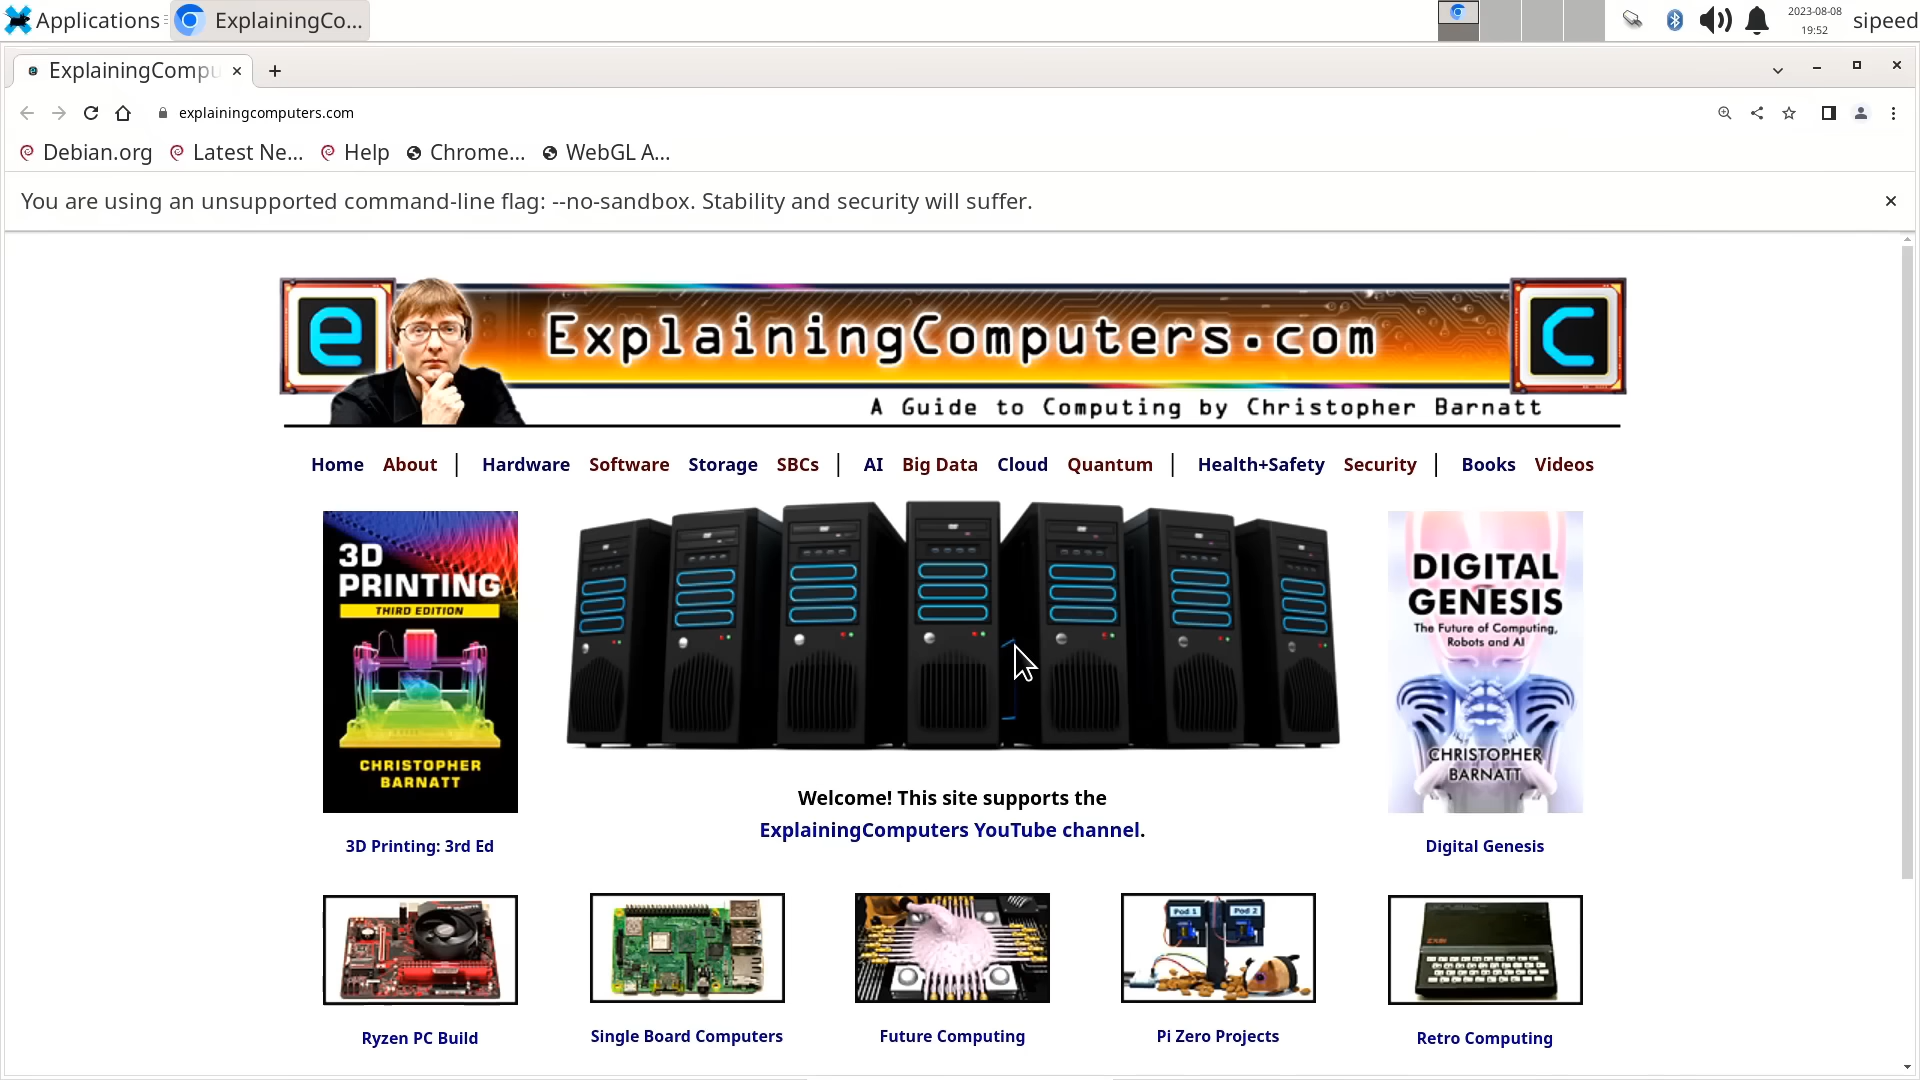 Applications
ExplainingCo...
2023-08-08
19:52
sipeed
ExplainingCompu
explainingcomputers.com
Debian.org
Latest Ne...
Help
Chrome...
WebGL A...
You are using an unsupported command-line flag: --no-sandbox. Stability and security will suffer.
e
ExplainingComputers.com
C
A Guide to Computing by Christopher Barnatt
Home About | Hardware Software Storage SBCs | AI Big Data Cloud Quantum | Health+Safety Security | Books Videos
3D
PRINTING
THIRD EDITION
CHRISTOPHER
BARNATT
DIGITAL
GENESIS
The Future of Computing,
Robots and AI
CHRISTOPHER
BARNATT
Welcome! This site supports the
ExplainingComputers YouTube channel.
3D Printing: 3rd Ed
Digital Genesis
Pod 1
Pod 2
Ryzen PC Build
Single Board Computers
Future Computing
Pi Zero Projects
Retro Computing